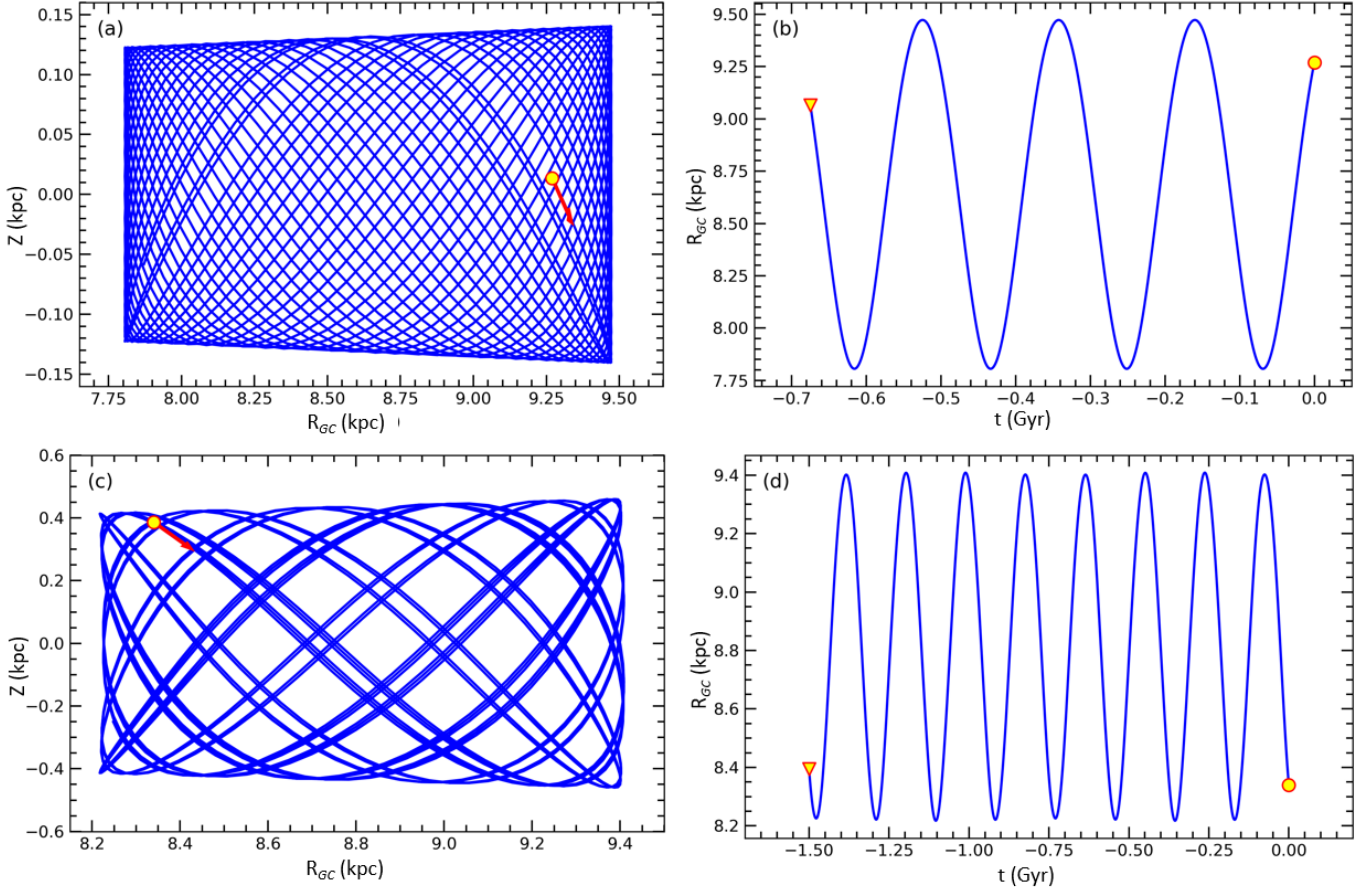 (a)
0.15
0.10
0.05
0.00
−0.05
−0.10
−0.15
Z (kpc)
7.75 8.00 8.25 8.50 8.75 9.00 9.25 9.50
R_GC (kpc)
(b)
9.50
9.25
9.00
8.75
8.50
8.25
8.00
7.75
R_GC (kpc)
−0.7 −0.6 −0.5 −0.4 −0.3 −0.2 −0.1 0.0
t (Gyr)
(c)
0.6
0.4
0.2
0.0
−0.2
−0.4
−0.6
Z (kpc)
8.2 8.4 8.6 8.8 9.0 9.2 9.4
R_GC (kpc)
(d)
9.4
9.2
9.0
8.8
8.6
8.4
8.2
R_GC (kpc)
−1.50 −1.25 −1.00 −0.75 −0.50 −0.25 0.00
t (Gyr)